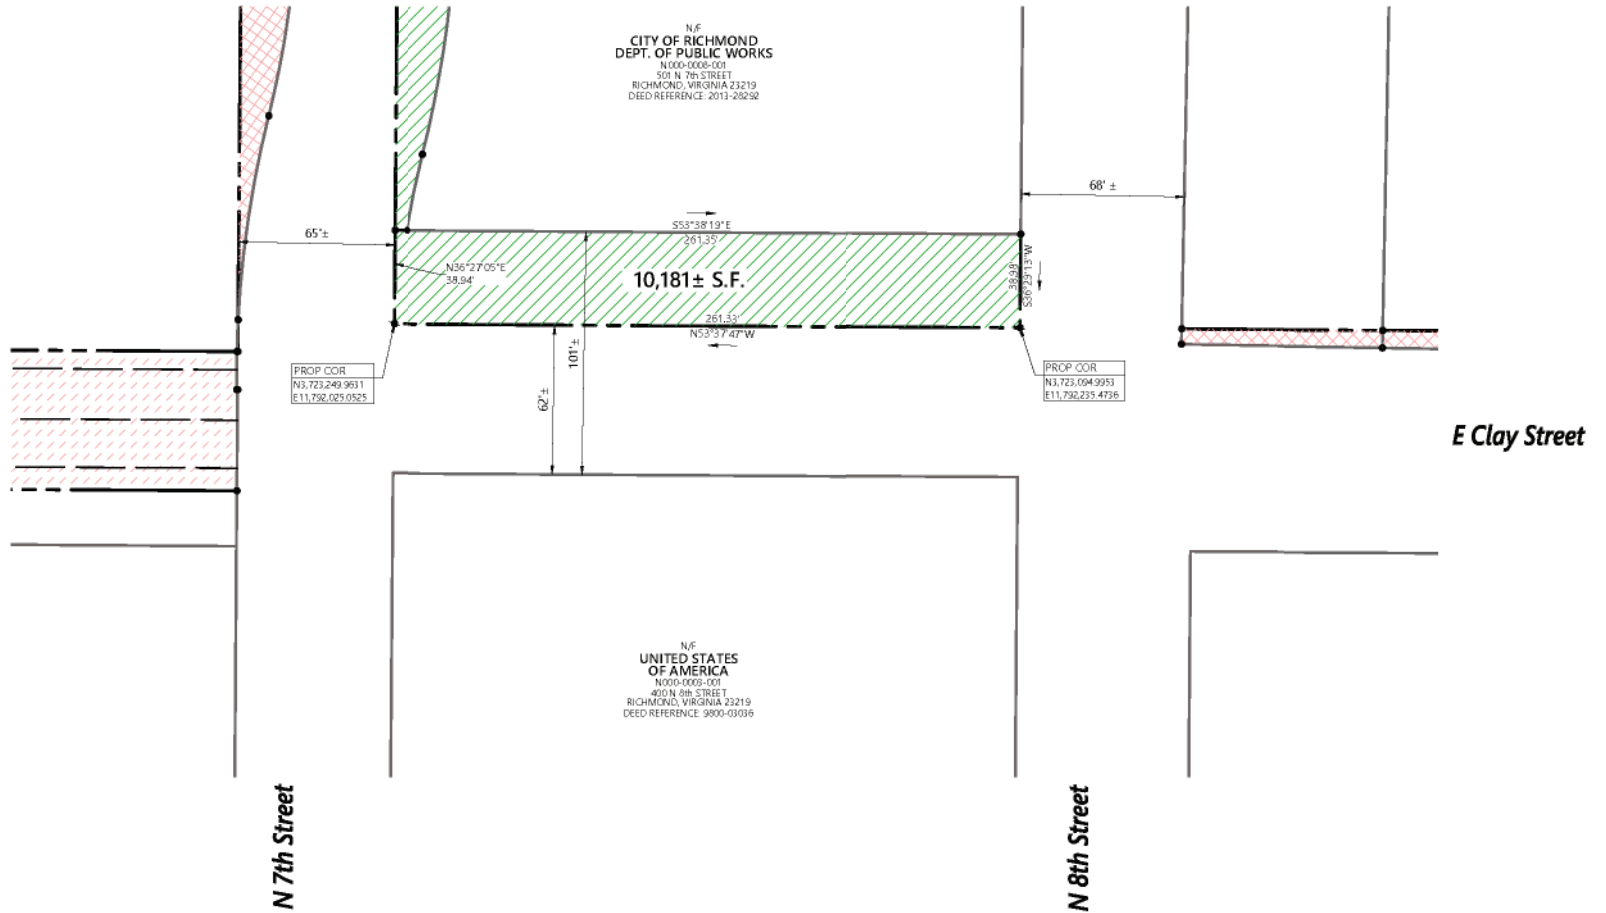 N/F
CITY OF RICHMOND
DEPT. OF PUBLIC WORKS
N000-0008-001
501 N 7th STREET
RICHMOND, VIRGINIA 23219
DEED REFERENCE: 2013-28292
68' ±
65'±
S53°38'19"E
261.35'
N36°27'05"E
38.94'
10,181± S.F.
38.98'
S36°29'13"W
261.33'
N53°37'47"W
101'±
62'±
PROP COR
N3,723,249.9631
E11,792,025.0525
PROP COR
N3,723,094.9953
E11,792,235.4736
E Clay Street
N/F
UNITED STATES
OF AMERICA
N000-0003-001
400 N 8th STREET
RICHMOND, VIRGINIA 23219
DEED REFERENCE: 9800-03036
N 7th Street
N 8th Street